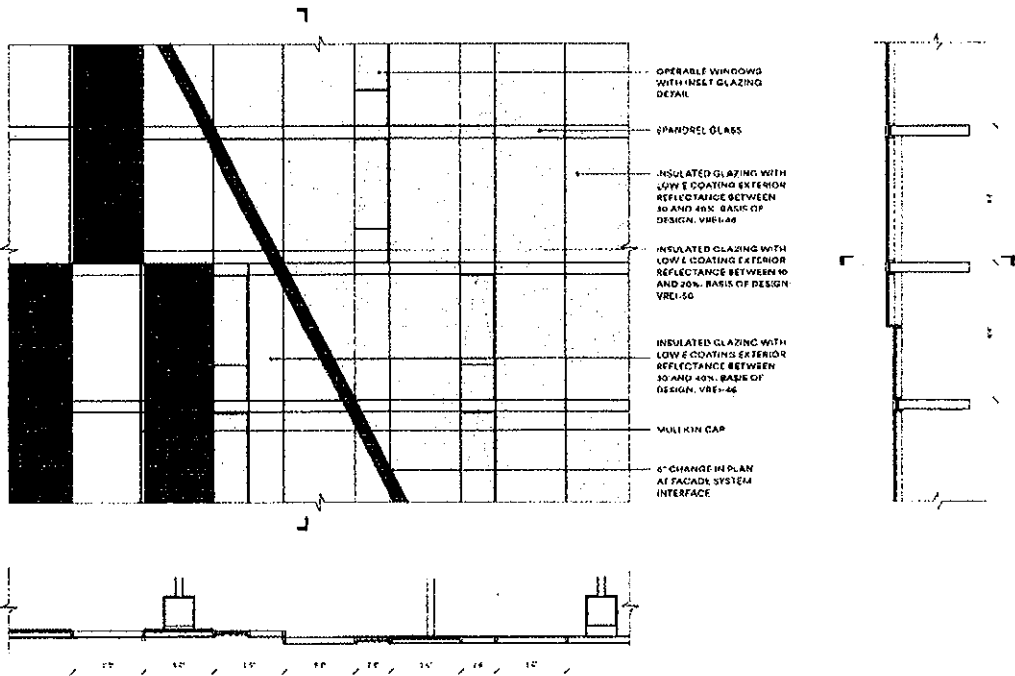 OPERABLE WINDOWS
WITH INSET GLAZING
DETAIL
SPANDREL GLASS
INSULATED GLAZING WITH
LOW E COATING EXTERIOR
REFLECTANCE BETWEEN
30 AND 40%. BASIS OF
DESIGN: VRE1-46
INSULATED GLAZING WITH
LOW E COATING EXTERIOR
REFLECTANCE BETWEEN 10
AND 20%. BASIS OF DESIGN:
INSULATED GLAZING WITH
LOW E COATING EXTERIOR
REFLECTANCE BETWEEN
30 AND 40%. BASIS OF
DESIGN: VRE1-46
MULLION CAP
6" CHANGE IN PLAN
AT FACADE SYSTEM
INTERFACE